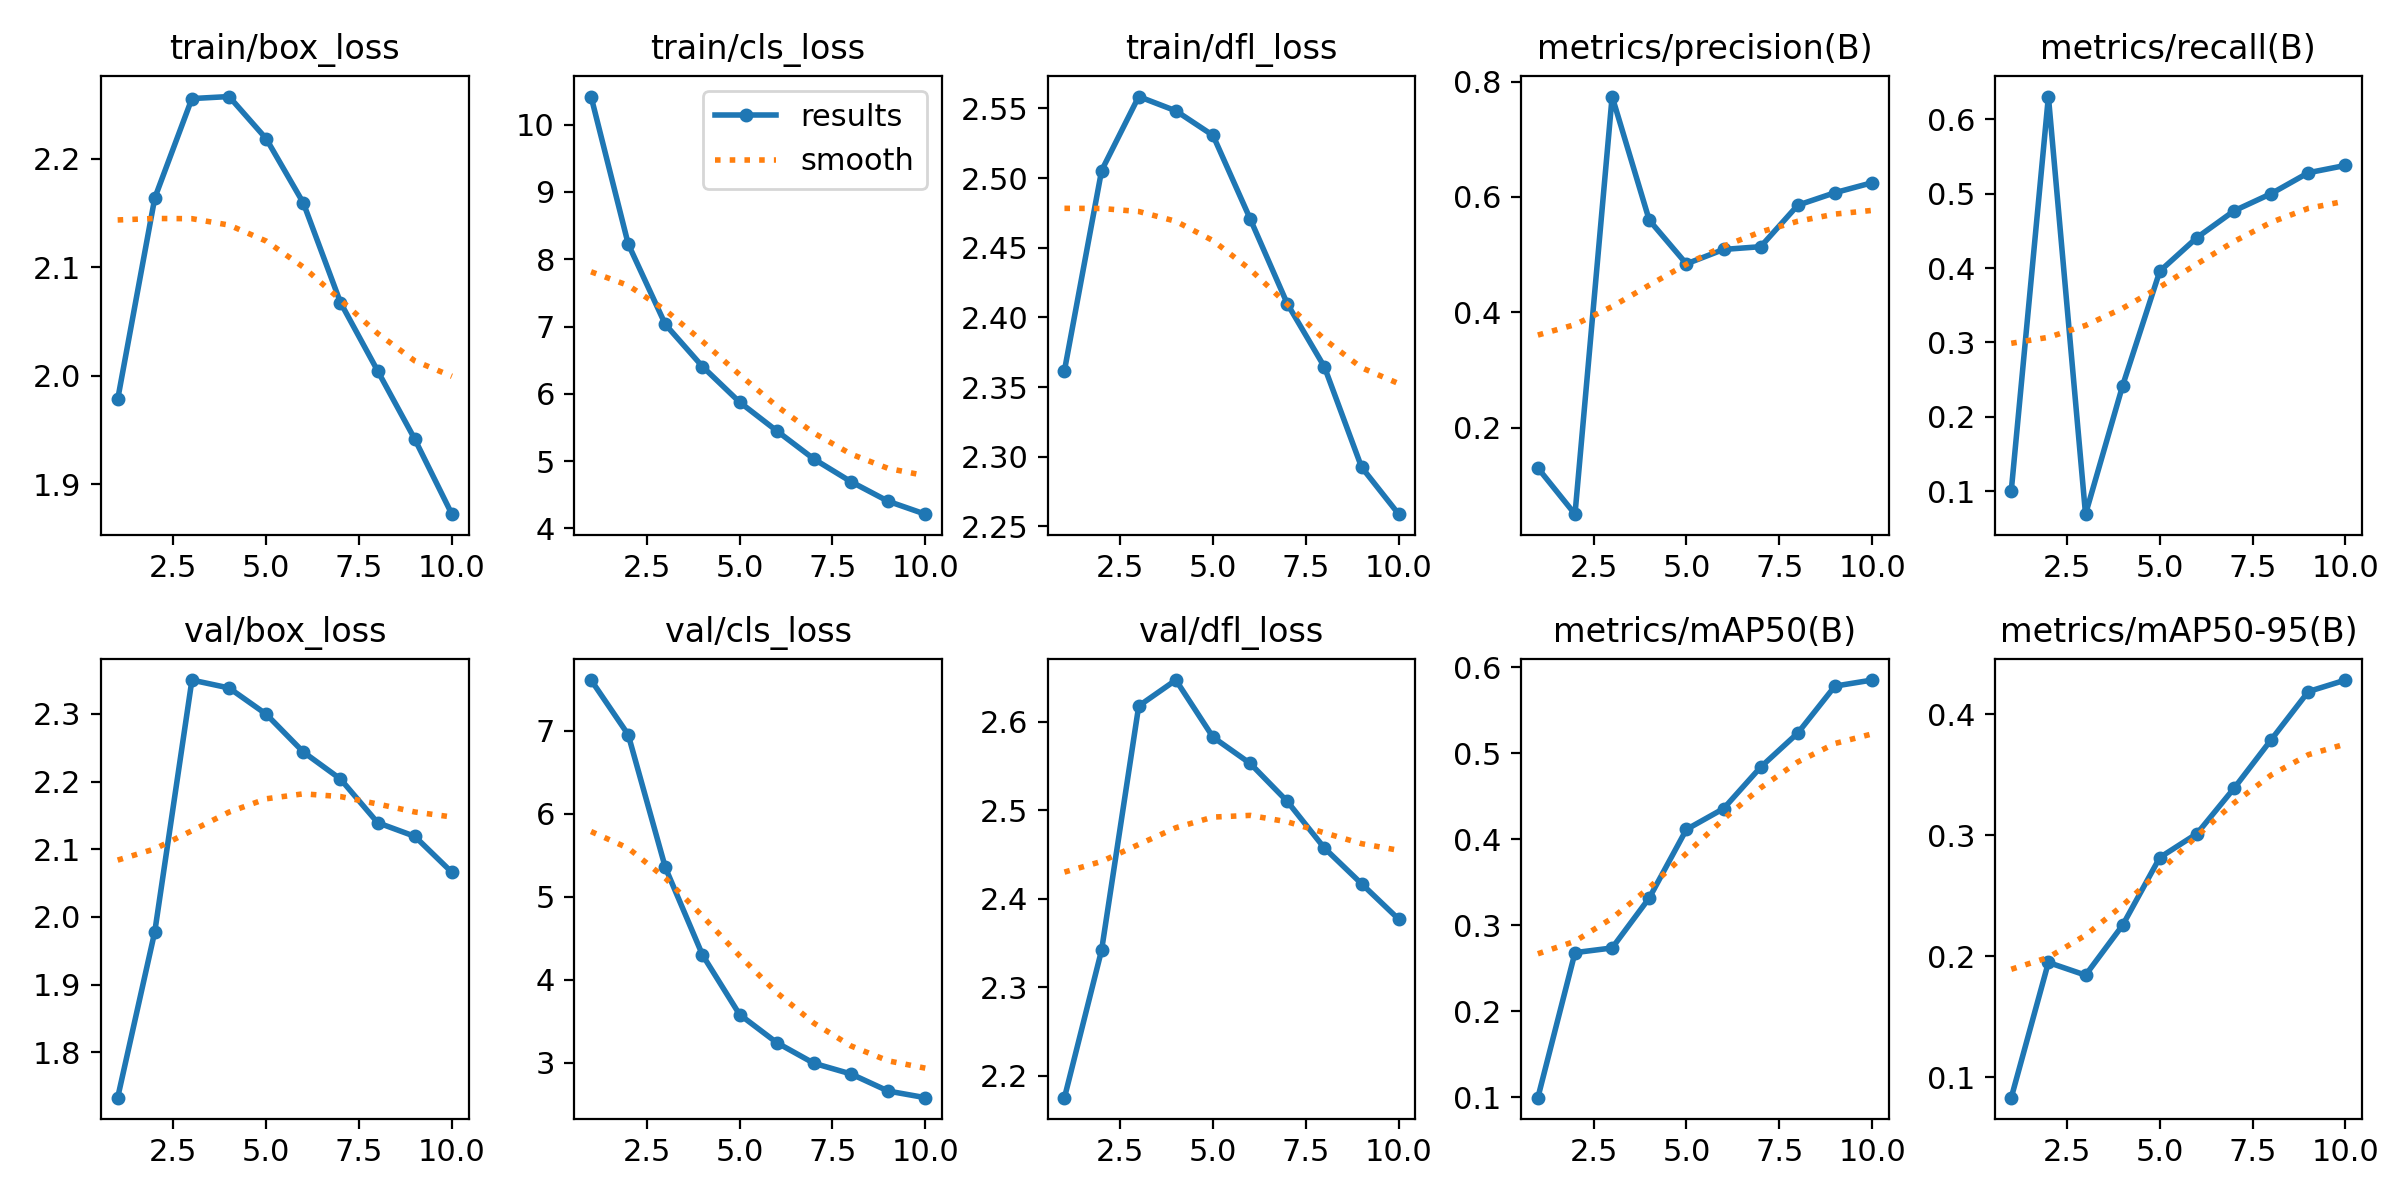 train/box_loss
2.2
2.1
2.0
1.9
2.5 5.0 7.5 10.0
train/cls_loss
results
smooth
10
9
8
7
6
5
4
2.5 5.0 7.5 10.0
train/dfl_loss
2.55
2.50
2.45
2.40
2.35
2.30
2.25
2.5 5.0 7.5 10.0
metrics/precision(B)
0.8
0.6
0.4
0.2
2.5 5.0 7.5 10.0
metrics/recall(B)
0.6
0.5
0.4
0.3
0.2
0.1
2.5 5.0 7.5 10.0
val/box_loss
2.3
2.2
2.1
2.0
1.9
1.8
2.5 5.0 7.5 10.0
val/cls_loss
7
6
5
4
3
2.5 5.0 7.5 10.0
val/dfl_loss
2.6
2.5
2.4
2.3
2.2
2.5 5.0 7.5 10.0
metrics/mAP50(B)
0.6
0.5
0.4
0.3
0.2
0.1
2.5 5.0 7.5 10.0
metrics/mAP50-95(B)
0.4
0.3
0.2
0.1
2.5 5.0 7.5 10.0